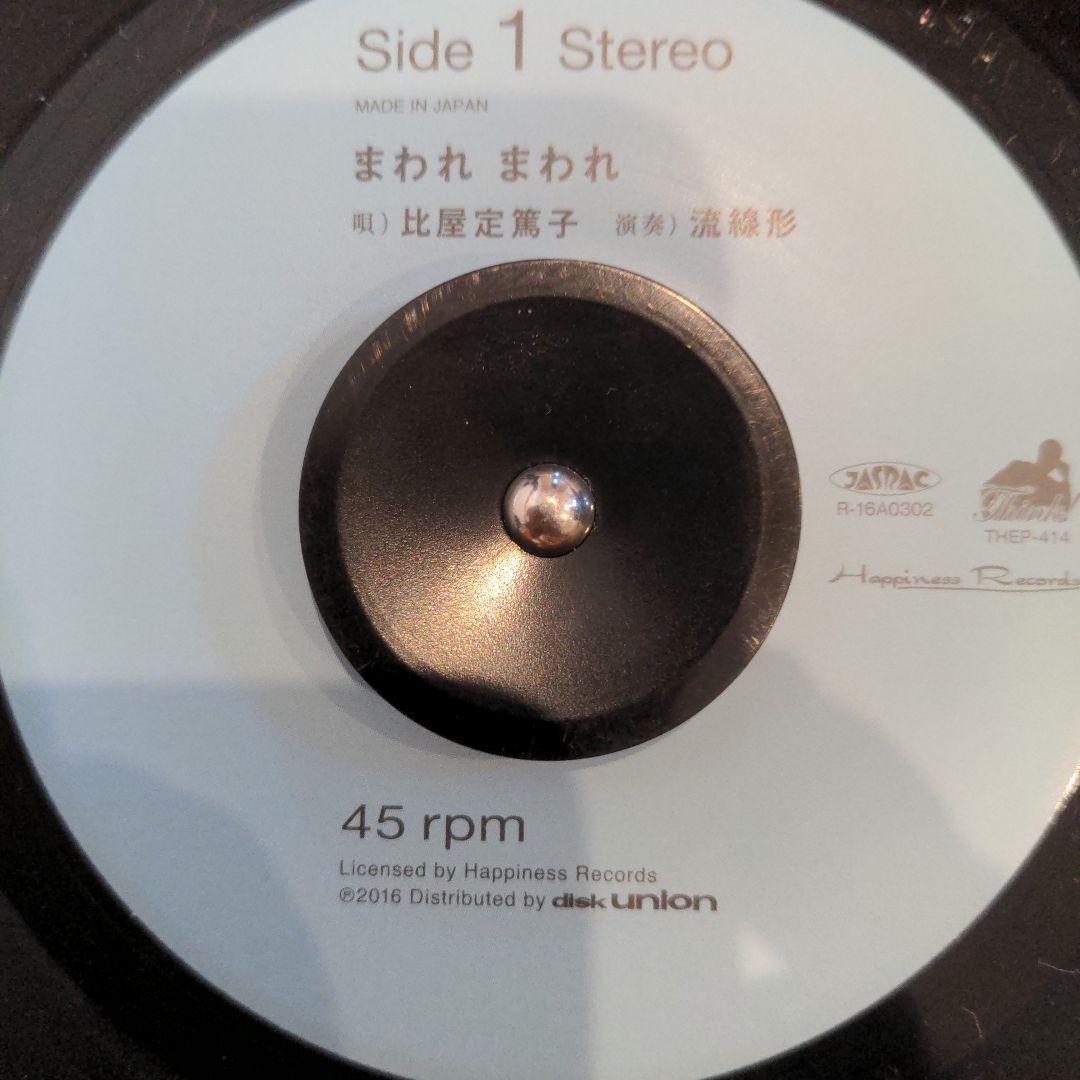 Side 1 Stereo
MADE IN JAPAN
まわれ まわれ
唄）比屋定篤子　演奏）流線形
JASRAC
R-16A0302
Think!
THEP-414
Happiness Records
45 rpm
Licensed by Happiness Records
℗2016 Distributed by disk union